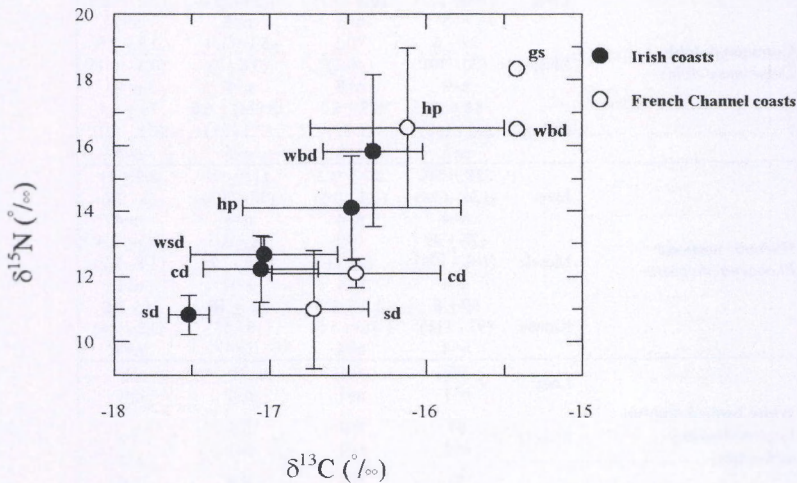 20
18
16
14
12
10
δ¹⁵N (°/∞)
gs
hp
wbd
wbd
hp
wsd
cd
cd
sd
sd
-18
-17
-16
-15
δ¹³C (°/∞)
Irish coasts
French Channel coasts